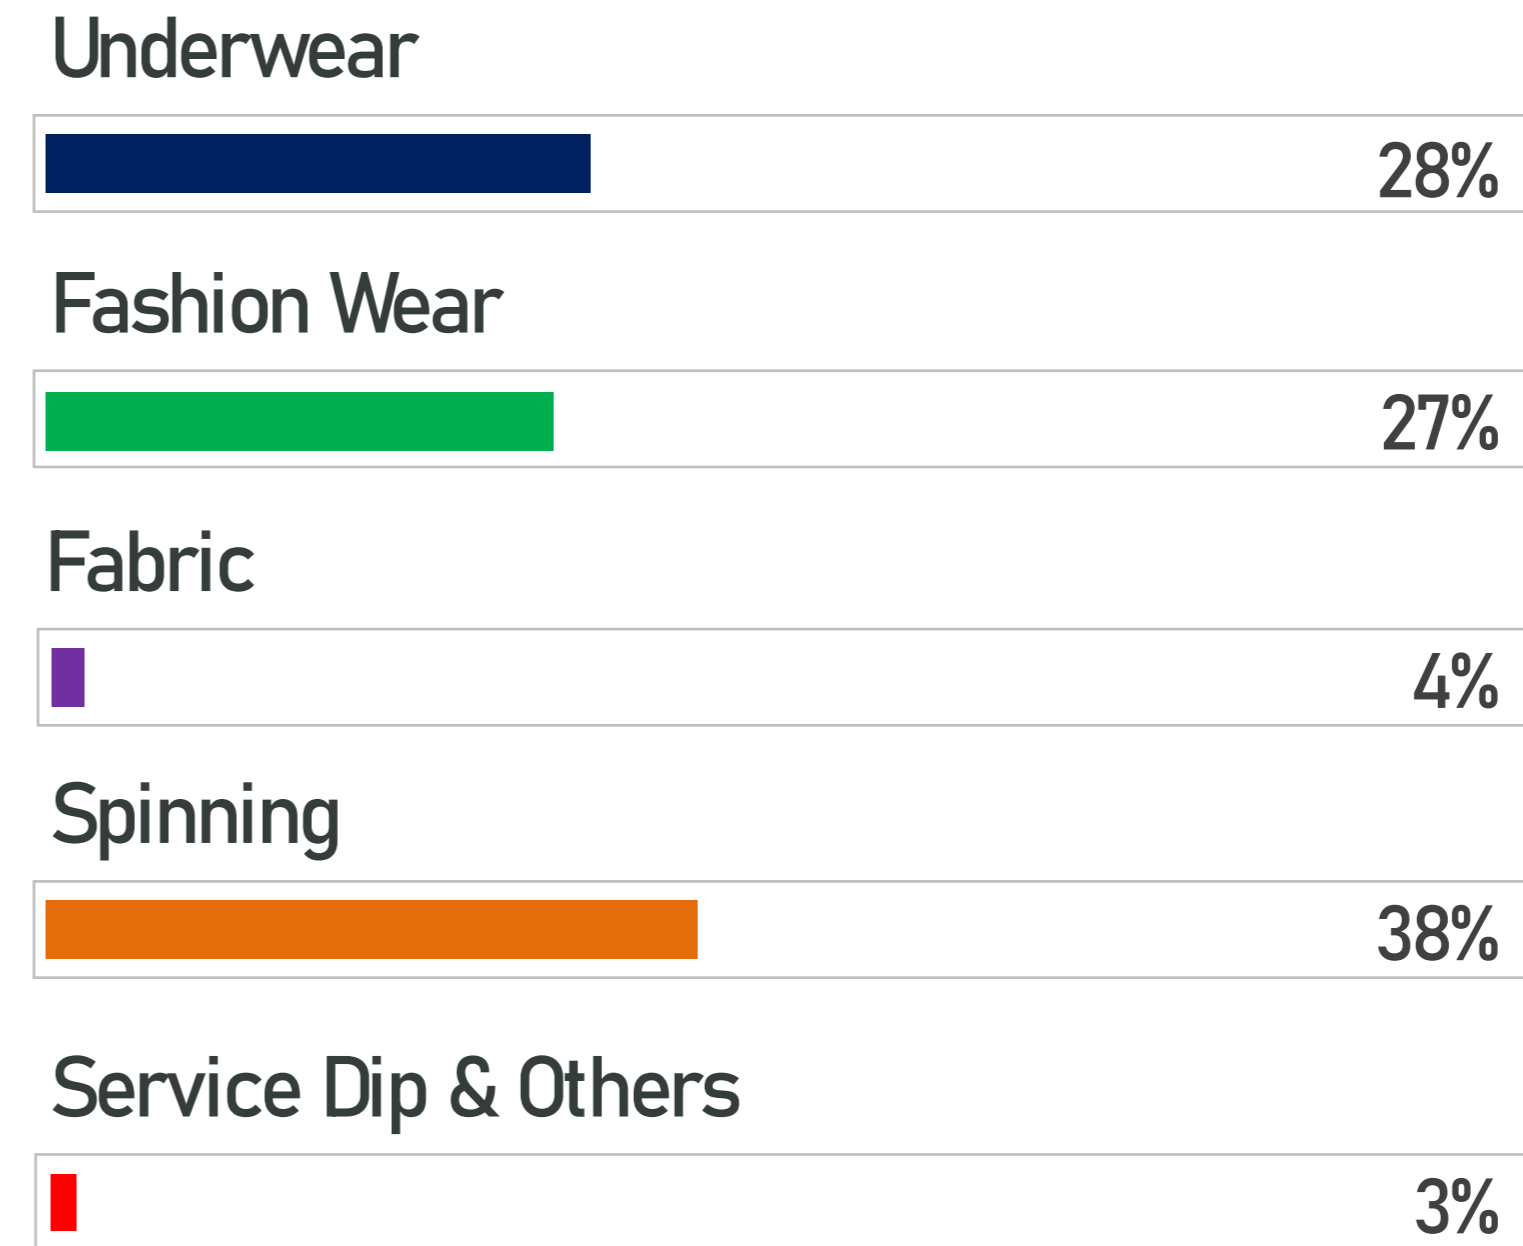 Underwear
28%
Fashion Wear
27%
Fabric
4%
Spinning
38%
Service Dip & Others
3%